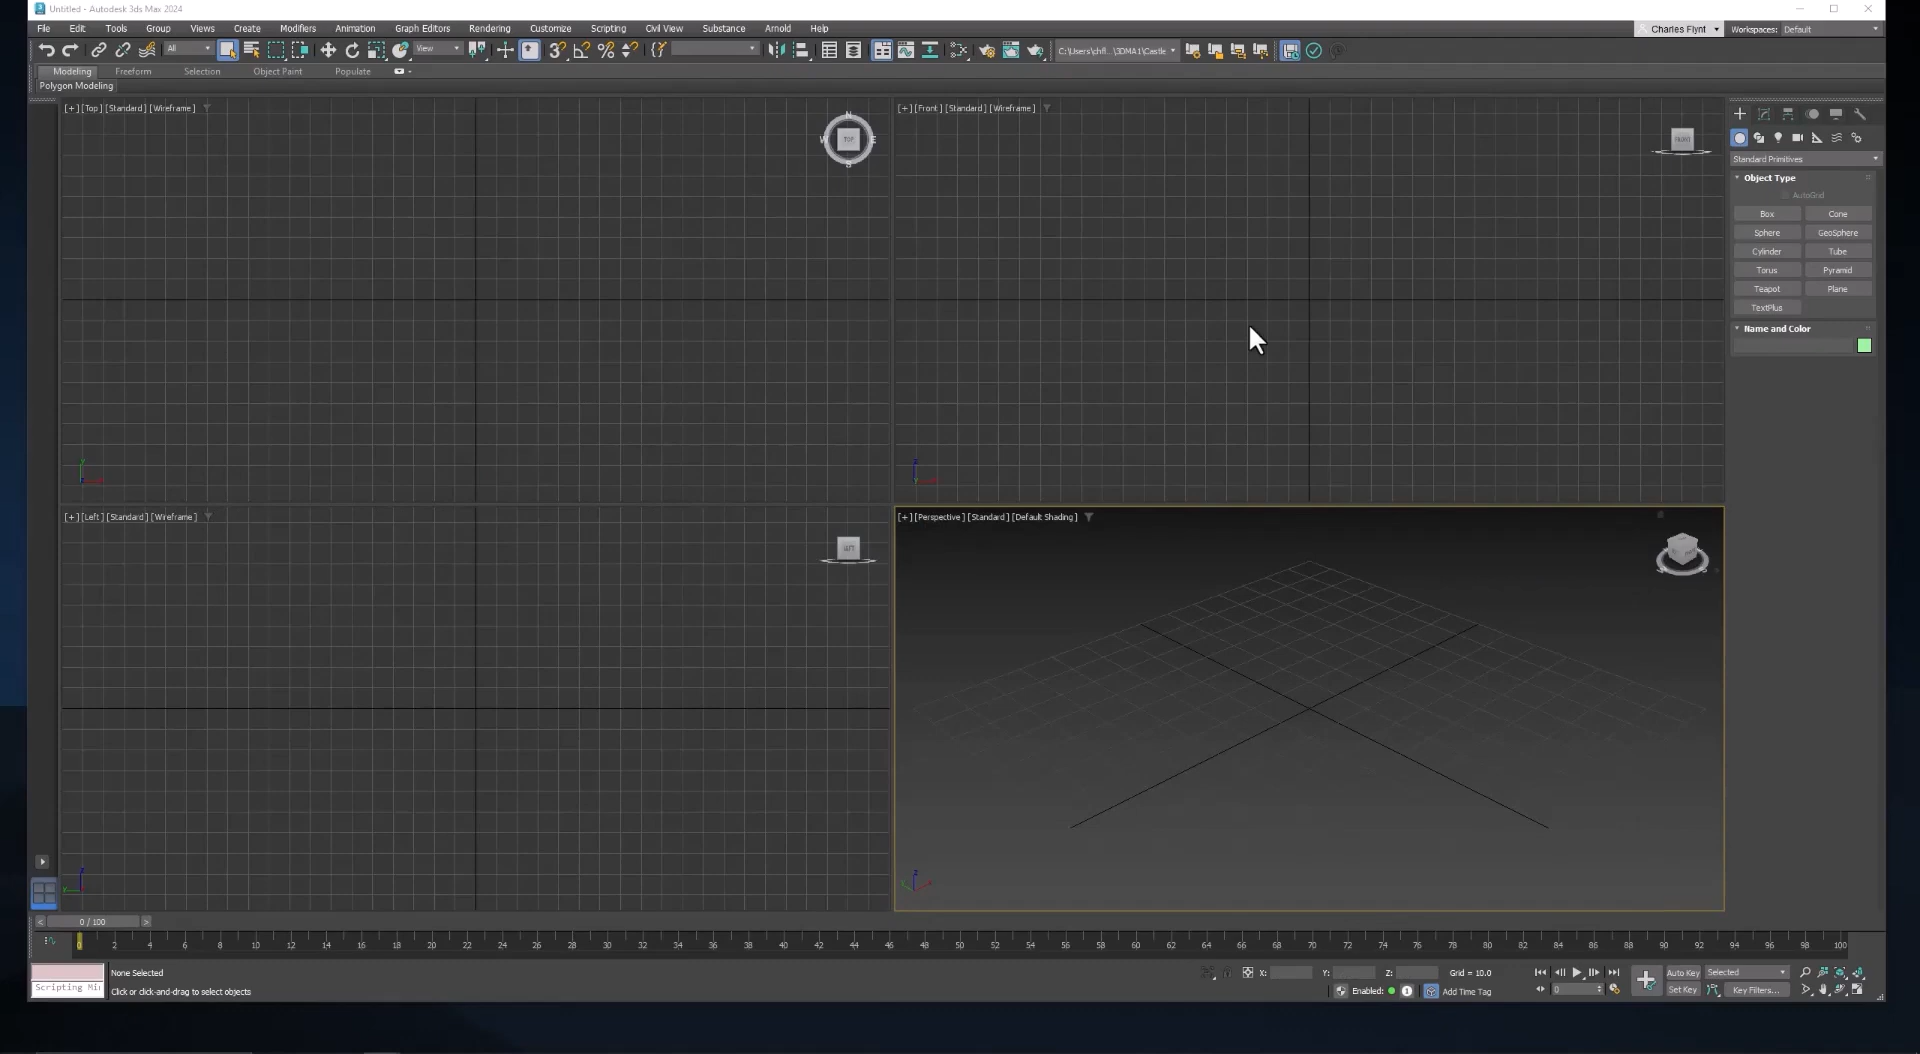 Untitled - Autodesk 3ds Max 2024
File Edit Tools Group Views Create Modifiers Animation Graph Editors Rendering Customize Scripting Civil View Substance Arnold Help
Charles Flynt Workspaces: Default
All View C:\Users\chfl...\3DMA1\Castle
Modeling Freeform Selection Object Paint Populate
Polygon Modeling
[+] [Top] [Standard] [Wireframe]
[+] [Front] [Standard] [Wireframe]
N
W TOP E
S
FRONT
Standard Primitives
Object Type
AutoGrid
Box Cone
Sphere GeoSphere
Cylinder Tube
Torus Pyramid
Teapot Plane
TextPlus
Name and Color
[+] [Left] [Standard] [Wireframe]
[+] [Perspective] [Standard] [Default Shading]
LEFT
< 0 / 100 >
0 2 4 6 8 10 12 14 16 18 20 22 24 26 28 30 32 34 36 38 40 42 44 46 48 50 52 54 56 58 60 62 64 66 68 70 72 74 76 78 80 82 84 86 88 90 92 94 96 98 100
None Selected
X: Y: Z: Grid = 10.0
Auto Key Selected
Scripting Mi
Click or click-and-drag to select objects
Enabled: Add Time Tag
0
Set Key Key Filters...